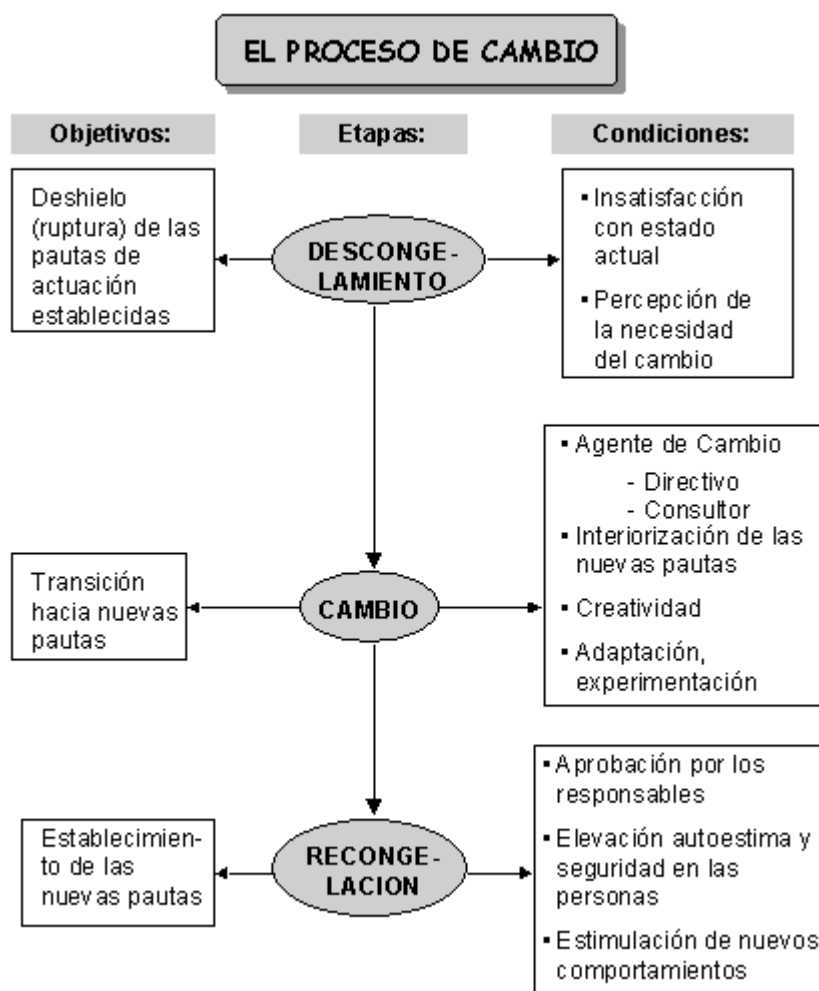 EL PROCESO DE CAMBIO
Objetivos:
Etapas:
Condiciones:
Deshielo
(ruptura) de las
pautas de
actuación
establecidas
DESCONGE-
LAMIENTO
▪ Insatisfacción
con estado
actual
▪ Percepción de
la necesidad
del cambio
Transición
hacia nuevas
pautas
CAMBIO
▪ Agente de Cambio
- Directivo
- Consultor
▪ Interiorización de las
nuevas pautas
▪ Creatividad
▪ Adaptación,
experimentación
Establecimien-
to de las
nuevas pautas
RECONGE-
LACION
▪ Aprobación por los
responsables
▪ Elevación autoestima y
seguridad en las
personas
▪ Estimulación de nuevos
comportamientos